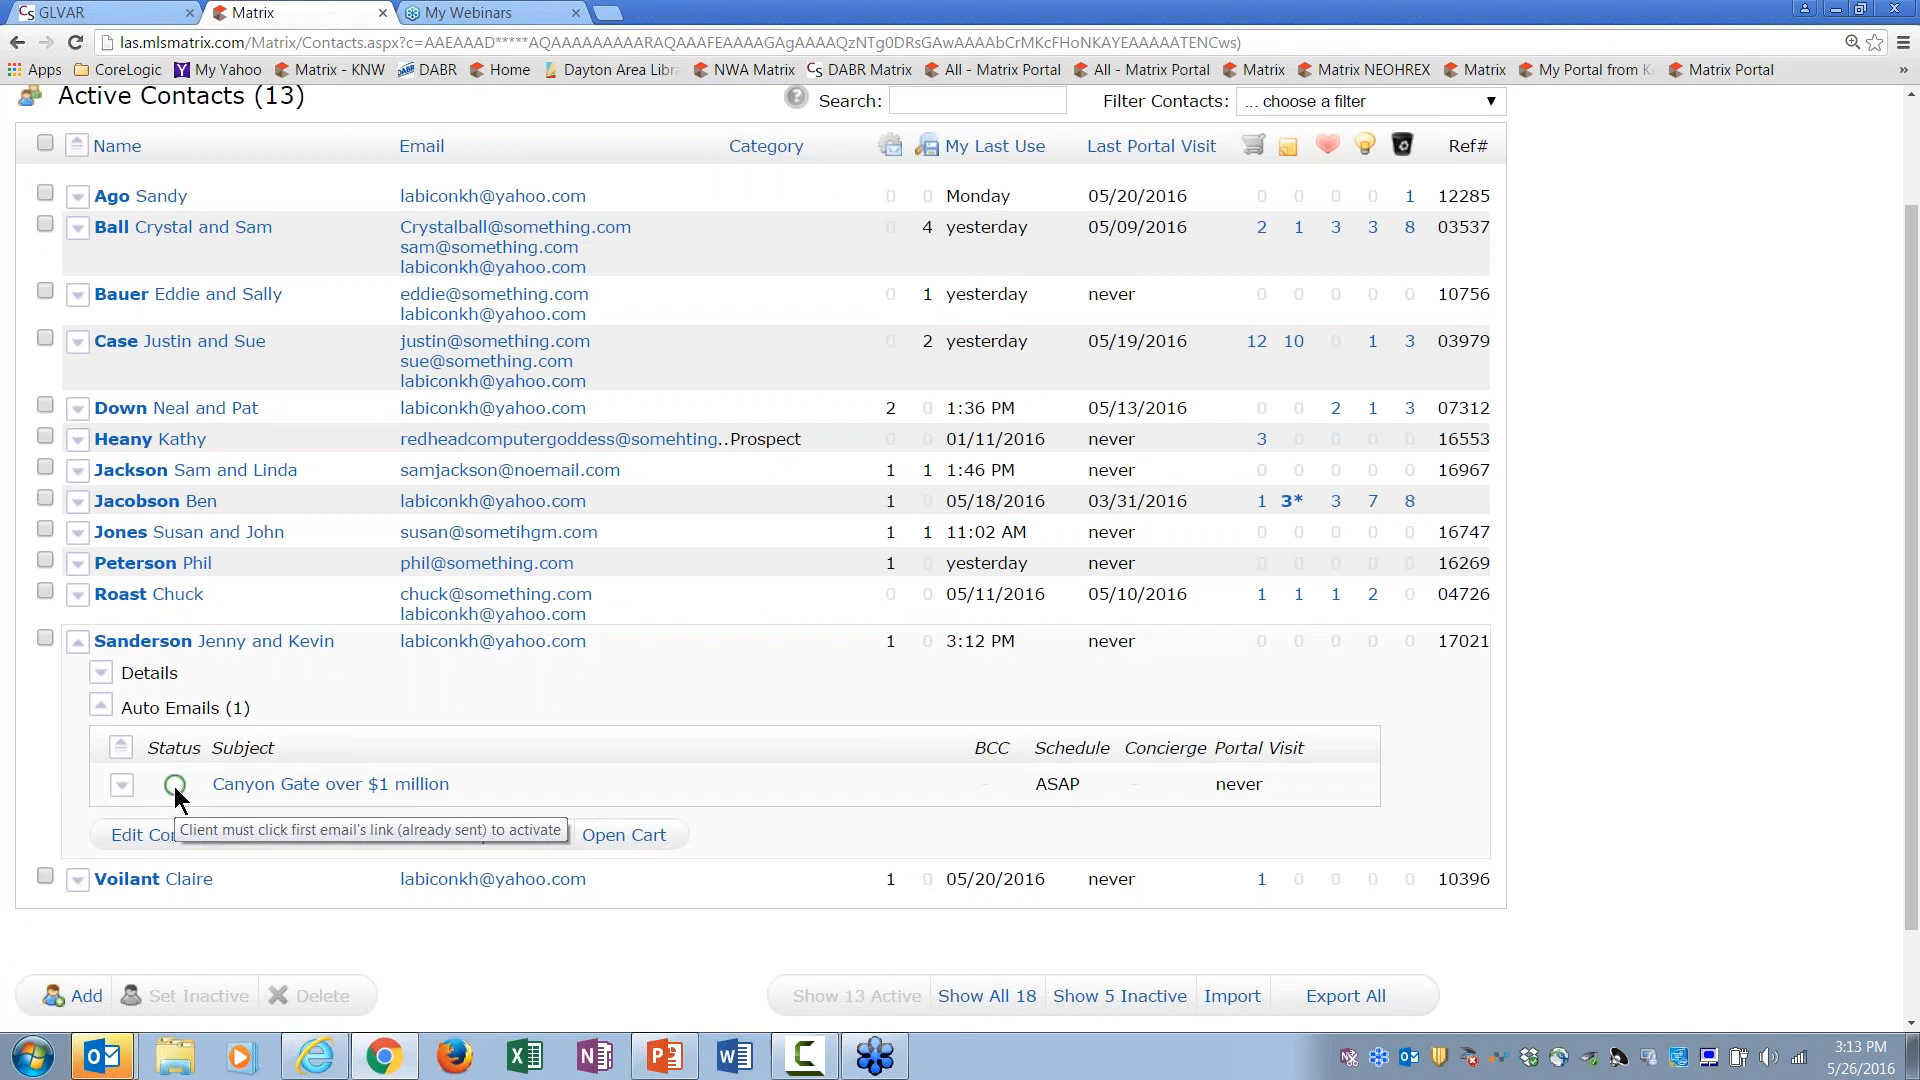 GLVAR
Matrix
My Webinars
las.mlsmatrix.com/Matrix/Contacts.aspx?c=AAEAAAD*****AQAAAAAAAAARAQAAAFEAAAAGAgAAAAQzNTg0DRsGAwAAAAbCrMKcFHoNKAYEAAAAATENCws)
Apps CoreLogic My Yahoo Matrix - KNW DABR Home Dayton Area Libra NWA Matrix DABR Matrix All - Matrix Portal All - Matrix Portal Matrix Matrix NEOHREX Matrix My Portal from K Matrix Portal »
Active Contacts (13) Search: Filter Contacts: ... choose a filter
Name Email Category My Last Use Last Portal Visit Ref#
Ago Sandy labiconkh@yahoo.com 0 0 Monday 05/20/2016 0 0 0 0 1 12285
Ball Crystal and Sam Crystalball@something.com 0 4 yesterday 05/09/2016 2 1 3 3 8 03537
sam@something.com
labiconkh@yahoo.com
Bauer Eddie and Sally eddie@something.com 0 1 yesterday never 0 0 0 0 0 10756
labiconkh@yahoo.com
Case Justin and Sue justin@something.com 0 2 yesterday 05/19/2016 12 10 0 1 3 03979
sue@something.com
labiconkh@yahoo.com
Down Neal and Pat labiconkh@yahoo.com 2 0 1:36 PM 05/13/2016 0 0 2 1 3 07312
Heany Kathy redheadcomputergoddess@somehting.. Prospect 0 0 01/11/2016 never 3 0 0 0 0 16553
Jackson Sam and Linda samjackson@noemail.com 1 1 1:46 PM never 0 0 0 0 0 16967
Jacobson Ben labiconkh@yahoo.com 1 0 05/18/2016 03/31/2016 1 3* 3 7 8
Jones Susan and John susan@sometihgm.com 1 1 11:02 AM never 0 0 0 0 0 16747
Peterson Phil phil@something.com 1 0 yesterday never 0 0 0 0 0 16269
Roast Chuck chuck@something.com 0 0 05/11/2016 05/10/2016 1 1 1 2 0 04726
labiconkh@yahoo.com
Sanderson Jenny and Kevin labiconkh@yahoo.com 1 0 3:12 PM never 0 0 0 0 0 17021
Details
Auto Emails (1)
Status Subject BCC Schedule Concierge Portal Visit
Canyon Gate over $1 million - ASAP - never
Client must click first email's link (already sent) to activate
Edit Co Open Cart
Voilant Claire labiconkh@yahoo.com 1 0 05/20/2016 never 1 0 0 0 0 10396
Add Set Inactive Delete Show 13 Active Show All 18 Show 5 Inactive Import Export All
3:13 PM
5/26/2016